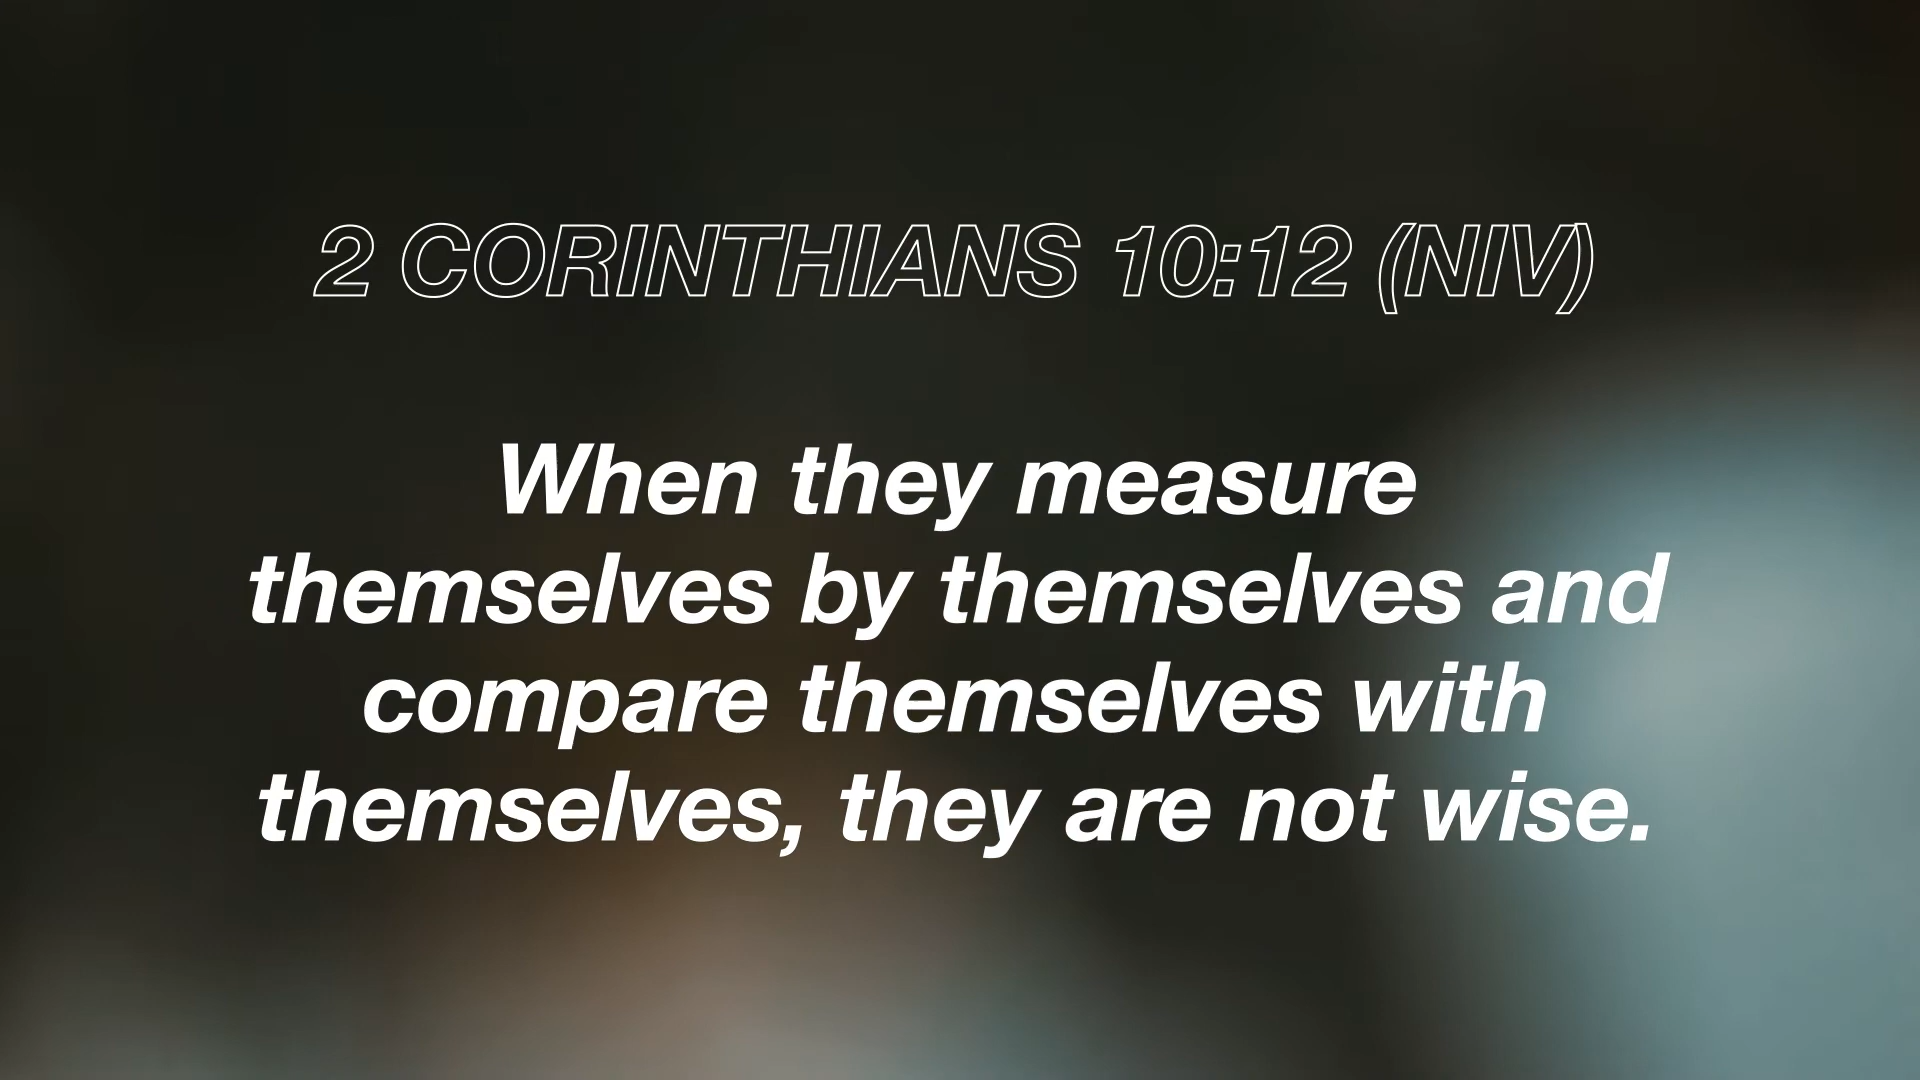 2 CORINTHIANS 10:12 (NIV)
When they measure
themselves by themselves and
compare themselves with
themselves, they are not wise.